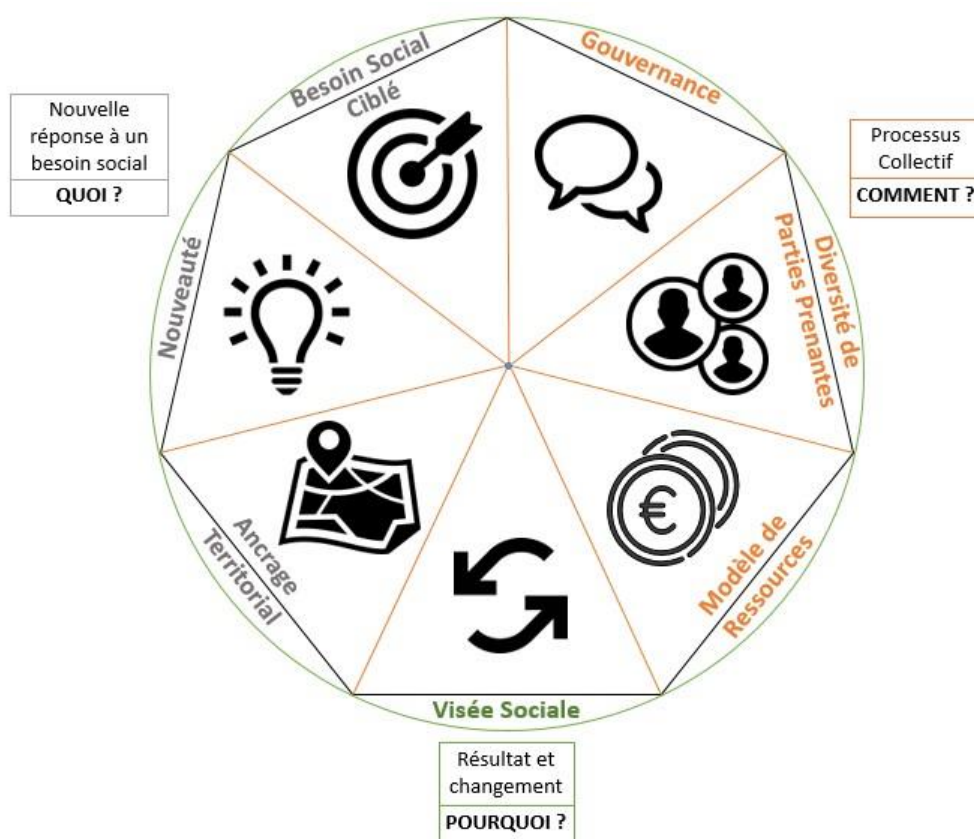 Besoin Social
Ciblé
Gouvernance
Nouvelle
réponse à un
besoin social
QUOI ?
Processus
Collectif
COMMENT ?
Nouveauté
Diversité de
Parties Prenantes
€
Ancrage
Territorial
Modèle de
Ressources
Visée Sociale
Résultat et
changement
POURQUOI ?